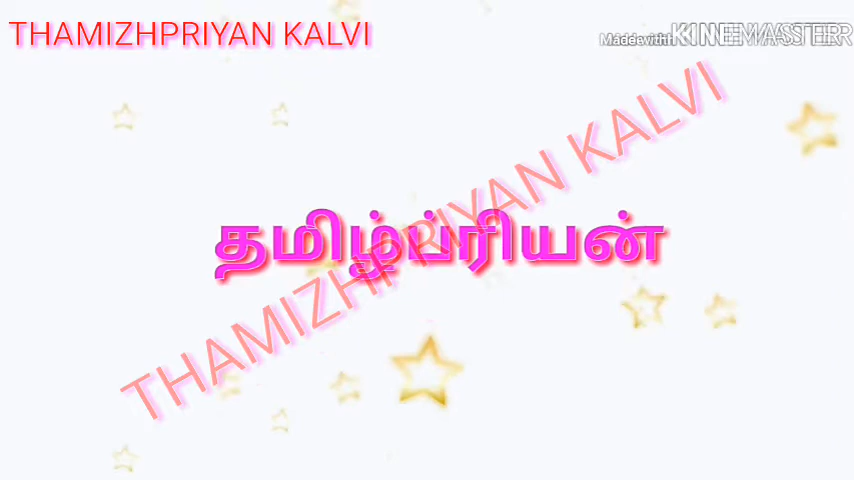 THAMIZHPRIYAN KALVI
Made with KINEMASTER
THAMIZHPRIYAN KALVI
தமிழ்ப்ரியன்